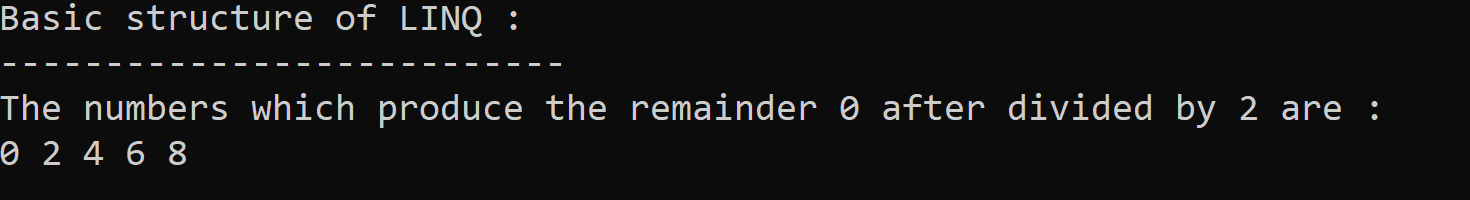 Basic structure of LINQ :
---------------------------
The numbers which produce the remainder 0 after divided by 2 are :
0 2 4 6 8